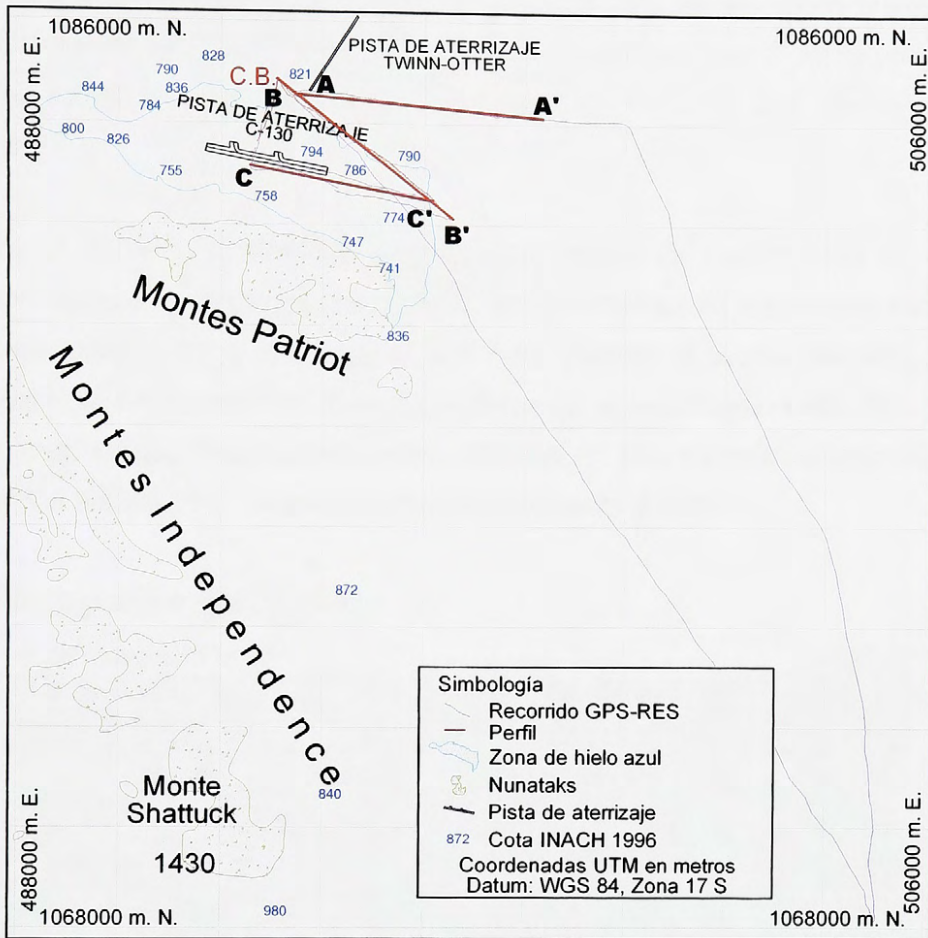 1086000 m. N.
1086000 m. N.
488000 m. E.
506000 m. E.
PISTA DE ATERRIZAJE
TWINN-OTTER
828
C.B.
821
A
A'
790
844
836
B
784
PISTA DE ATERRIZAJE
C-130
800
826
794
790
755
786
C
758
C'
774
B'
747
741
Montes Patriot
836
Montes Independence
872
840
Monte
Shattuck
1430
980
Simbología
Recorrido GPS-RES
Perfil
Zona de hielo azul
Nunataks
Pista de aterrizaje
872 Cota INACH 1996
Coordenadas UTM en metros
Datum: WGS 84, Zona 17 S
488000 m. E.
506000 m. E.
1068000 m. N.
1068000 m. N.